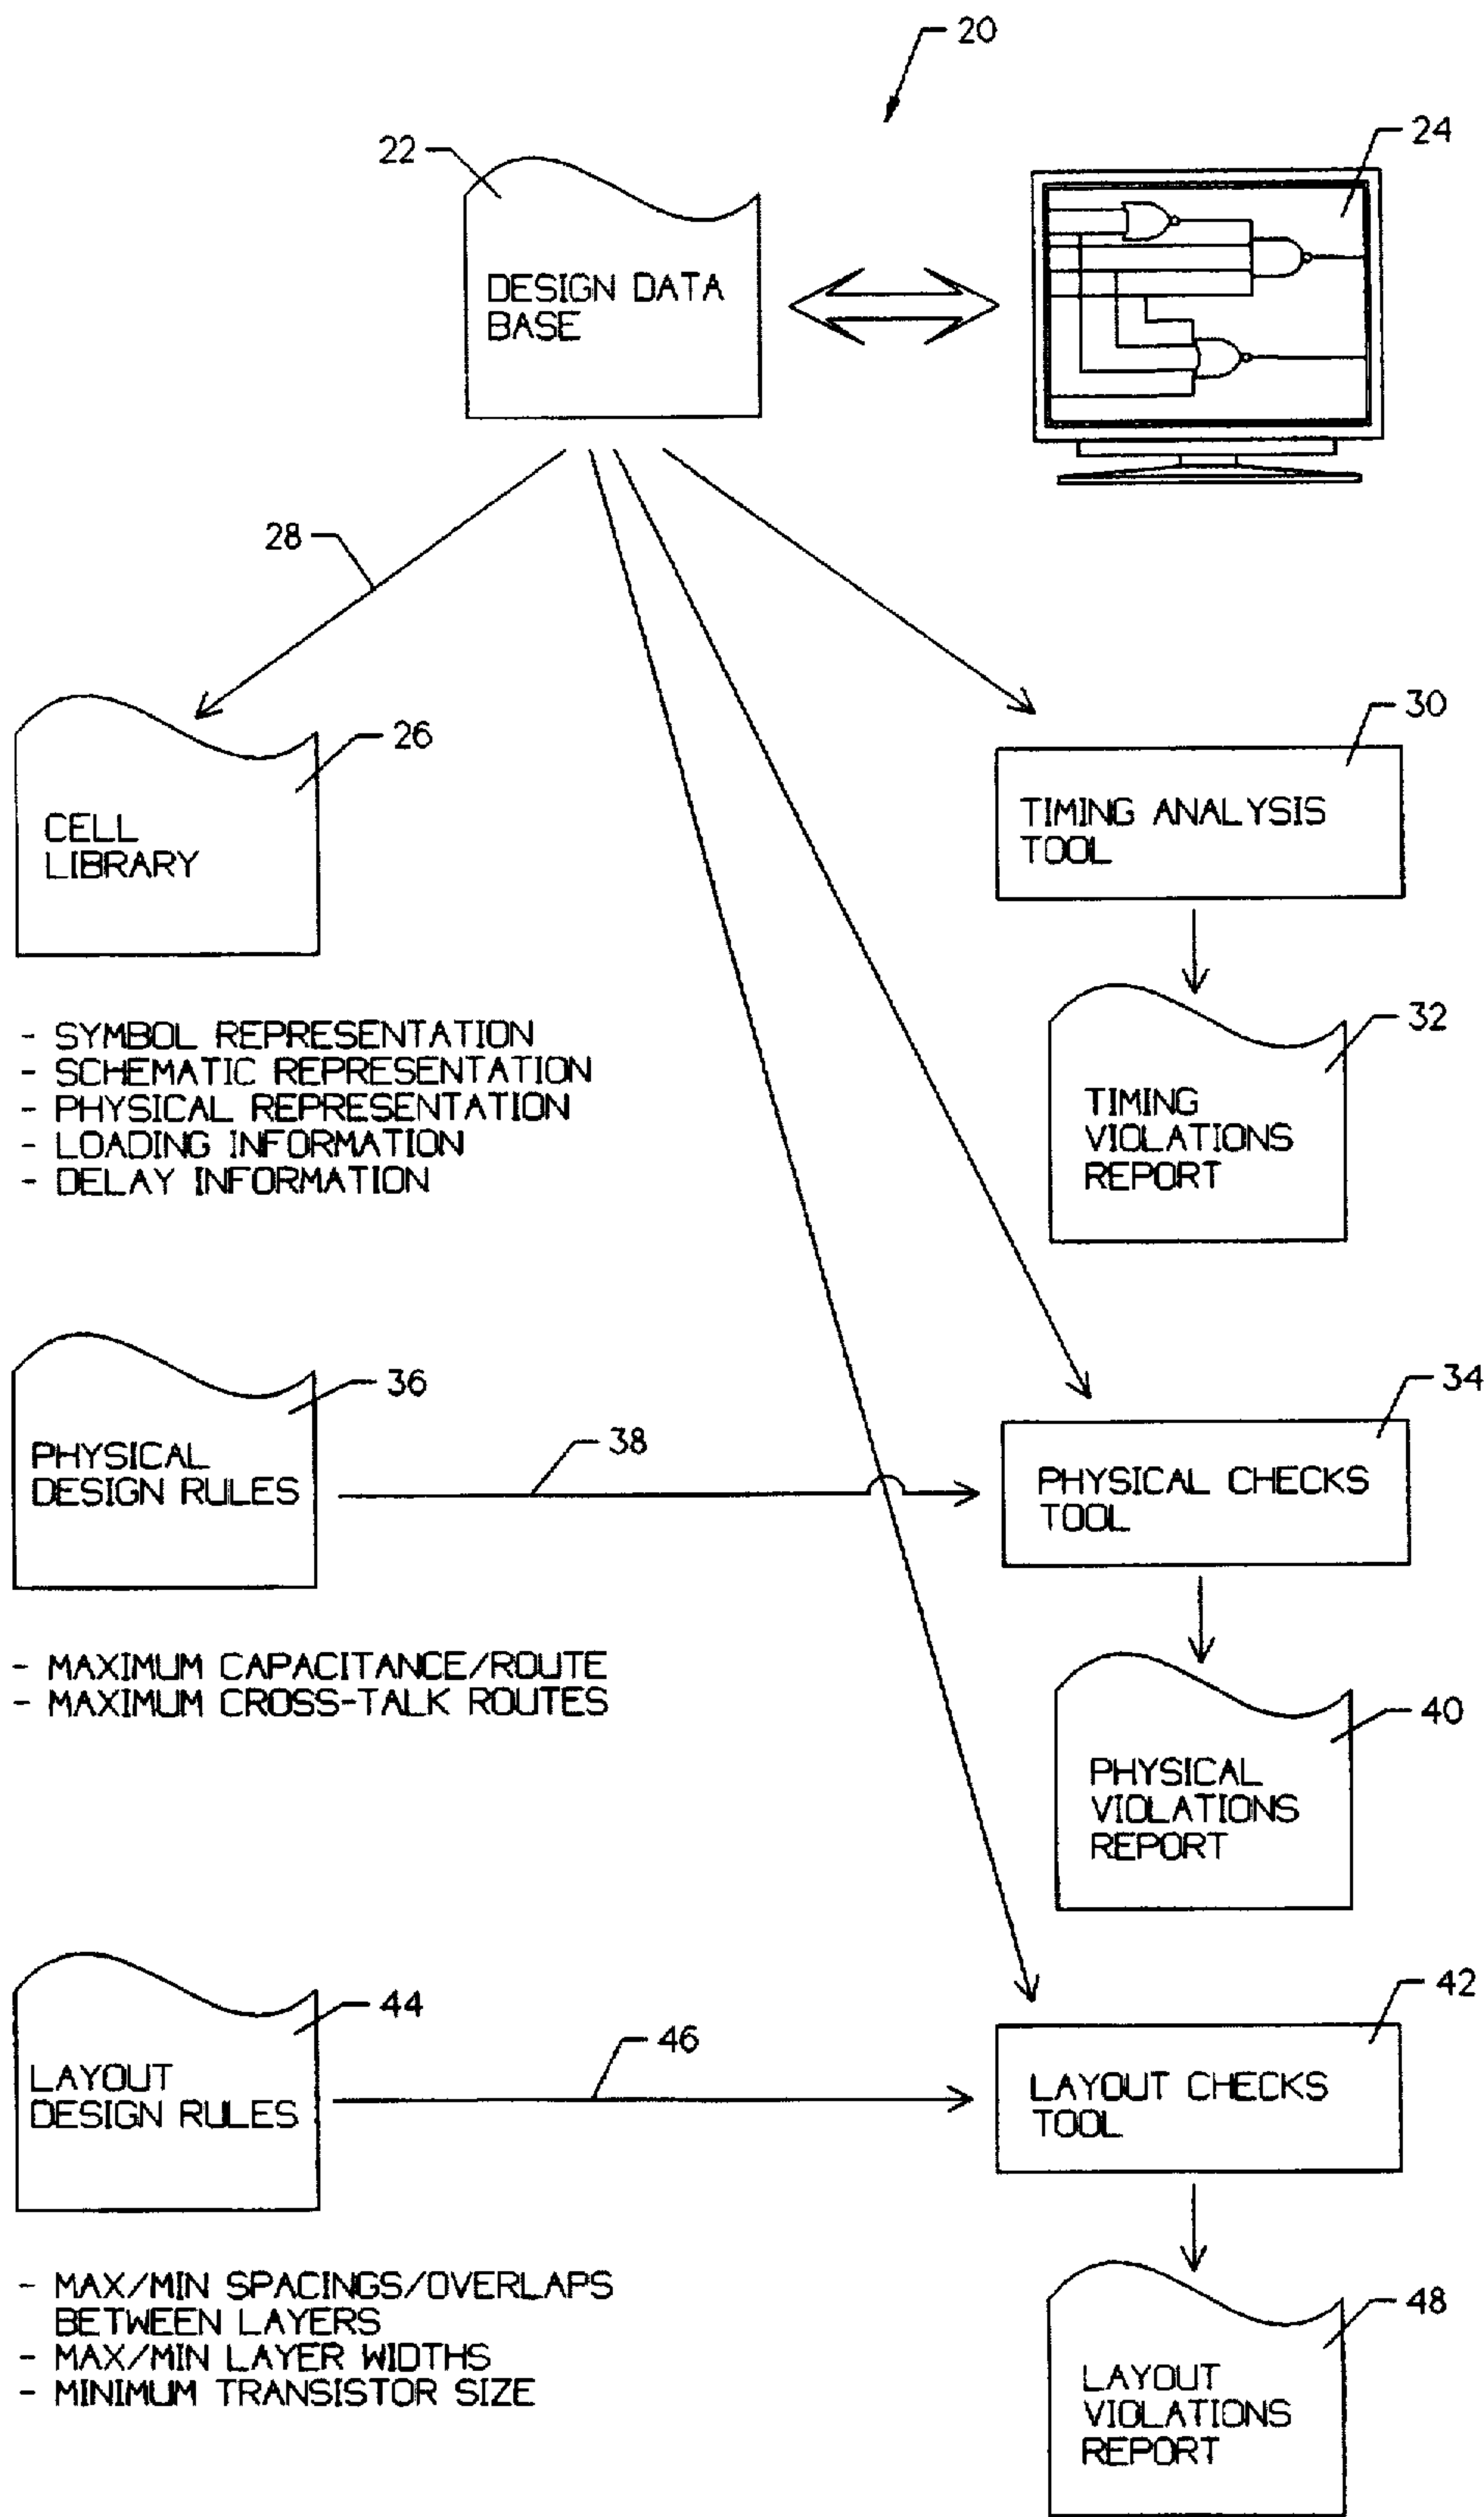 20
22
24
DESIGN DATA
BASE
28
26
CELL
LIBRARY
30
TIMING ANALYSIS
TOOL
- SYMBOL REPRESENTATION
- SCHEMATIC REPRESENTATION
- PHYSICAL REPRESENTATION
- LOADING INFORMATION
- DELAY INFORMATION
32
TIMING
VIOLATIONS
REPORT
36
PHYSICAL
DESIGN RULES
38
34
PHYSICAL CHECKS
TOOL
- MAXIMUM CAPACITANCE/ROUTE
- MAXIMUM CROSS-TALK ROUTES
40
PHYSICAL
VIOLATIONS
REPORT
44
LAYOUT
DESIGN RULES
46
42
LAYOUT CHECKS
TOOL
- MAX/MIN SPACINGS/OVERLAPS
BETWEEN LAYERS
- MAX/MIN LAYER WIDTHS
- MINIMUM TRANSISTOR SIZE
48
LAYOUT
VIOLATIONS
REPORT